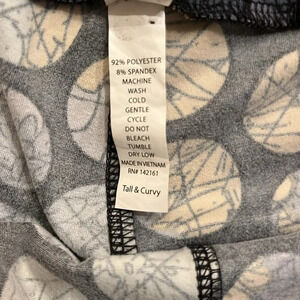 92% POLYESTER
8% SPANDEX
MACHINE
WASH
COLD
GENTLE
CYCLE
DO NOT
BLEACH
TUMBLE
DRY LOW
MADE IN VIETNAM
RN# 142161
Tall & Curvy